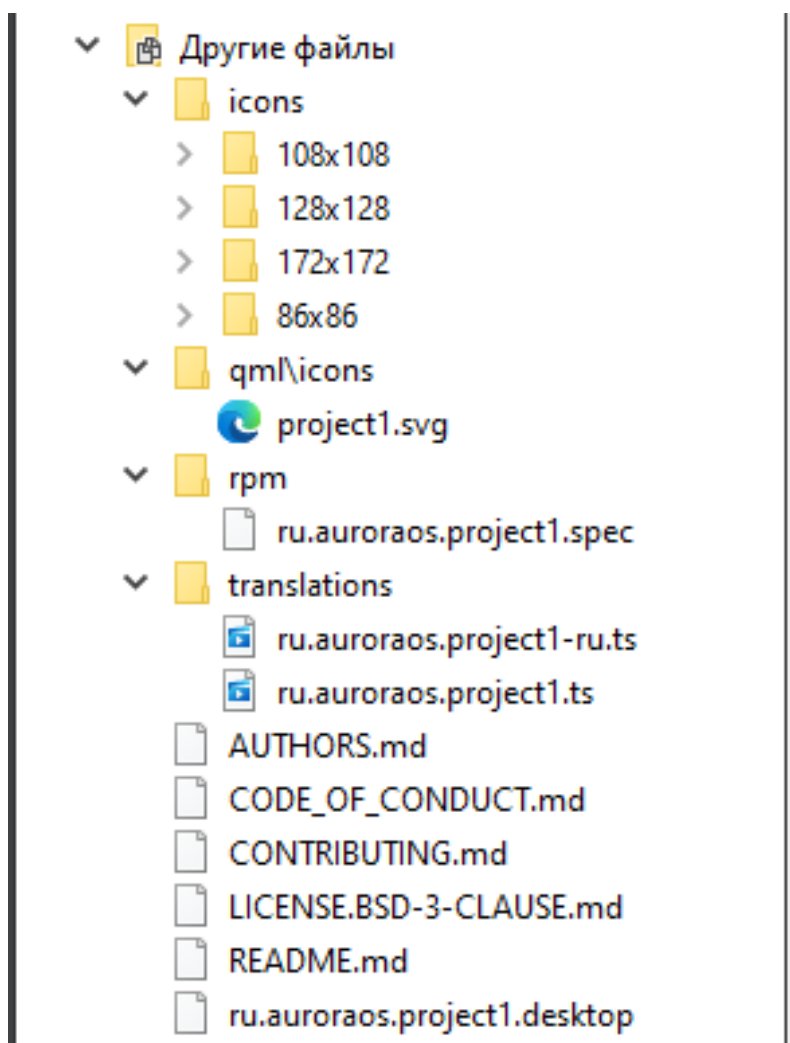 Другие файлы
icons
108x108
128x128
172x172
86x86
qml\icons
project1.svg
rpm
ru.auroraos.project1.spec
translations
ru.auroraos.project1-ru.ts
ru.auroraos.project1.ts
AUTHORS.md
CODE_OF_CONDUCT.md
CONTRIBUTING.md
LICENSE.BSD-3-CLAUSE.md
README.md
ru.auroraos.project1.desktop